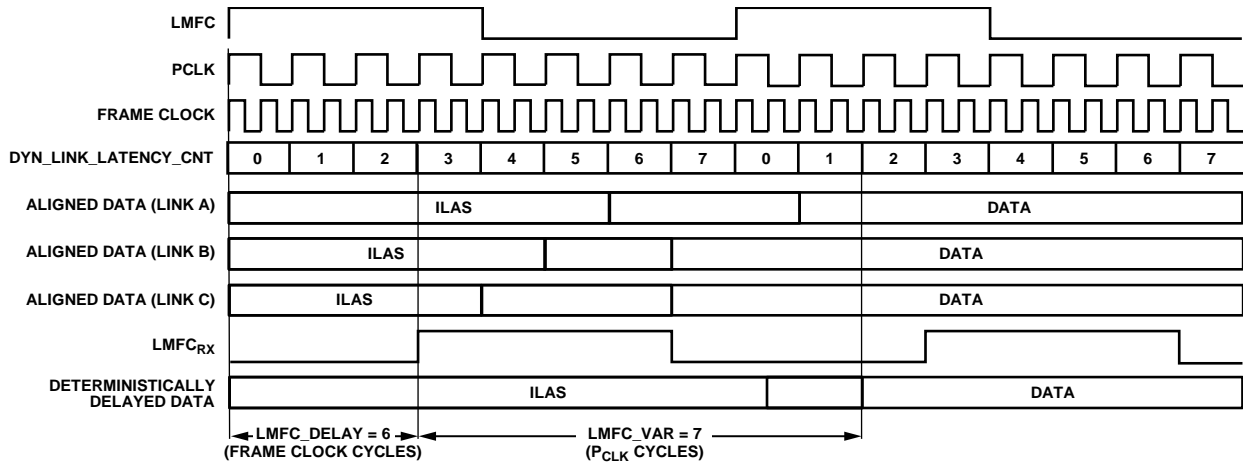 LMFC
PCLK
FRAME CLOCK
DYN_LINK_LATENCY_CNT 0 1 2 3 4 5 6 7 0 1 2 3 4 5 6 7
ALIGNED DATA (LINK A) ILAS DATA
ALIGNED DATA (LINK B) ILAS DATA
ALIGNED DATA (LINK C) ILAS DATA
LMFCRX
DETERMINISTICALLY
DELAYED DATA ILAS DATA
LMFC_DELAY = 6 LMFC_VAR = 7
(FRAME CLOCK CYCLES) (PCLK CYCLES)